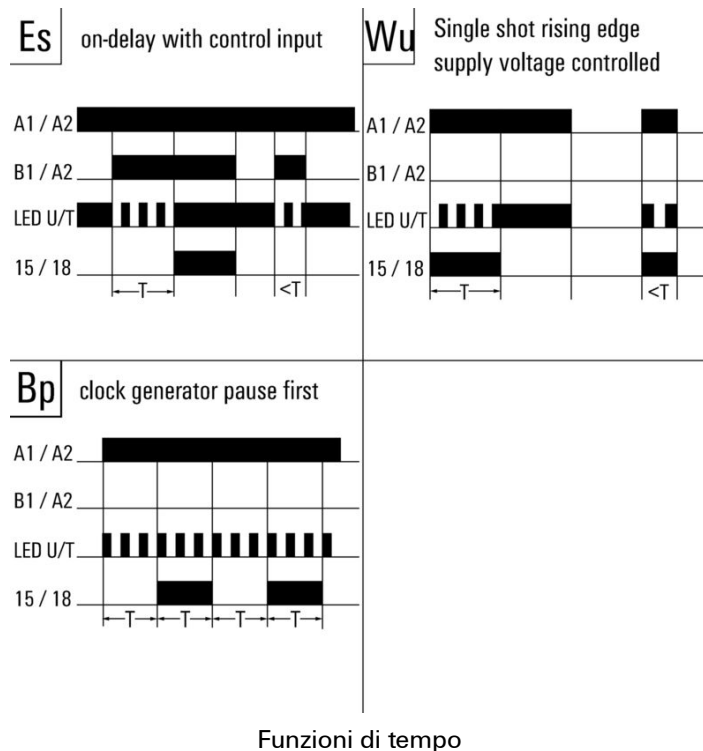 Es on-delay with control input
A1 / A2
B1 / A2
LED U/T
15 / 18
T <T
Wu Single shot rising edge
supply voltage controlled
A1 / A2
B1 / A2
LED U/T
15 / 18
T <T
Bp clock generator pause first
A1 / A2
B1 / A2
LED U/T
15 / 18
T T T T
Funzioni di tempo